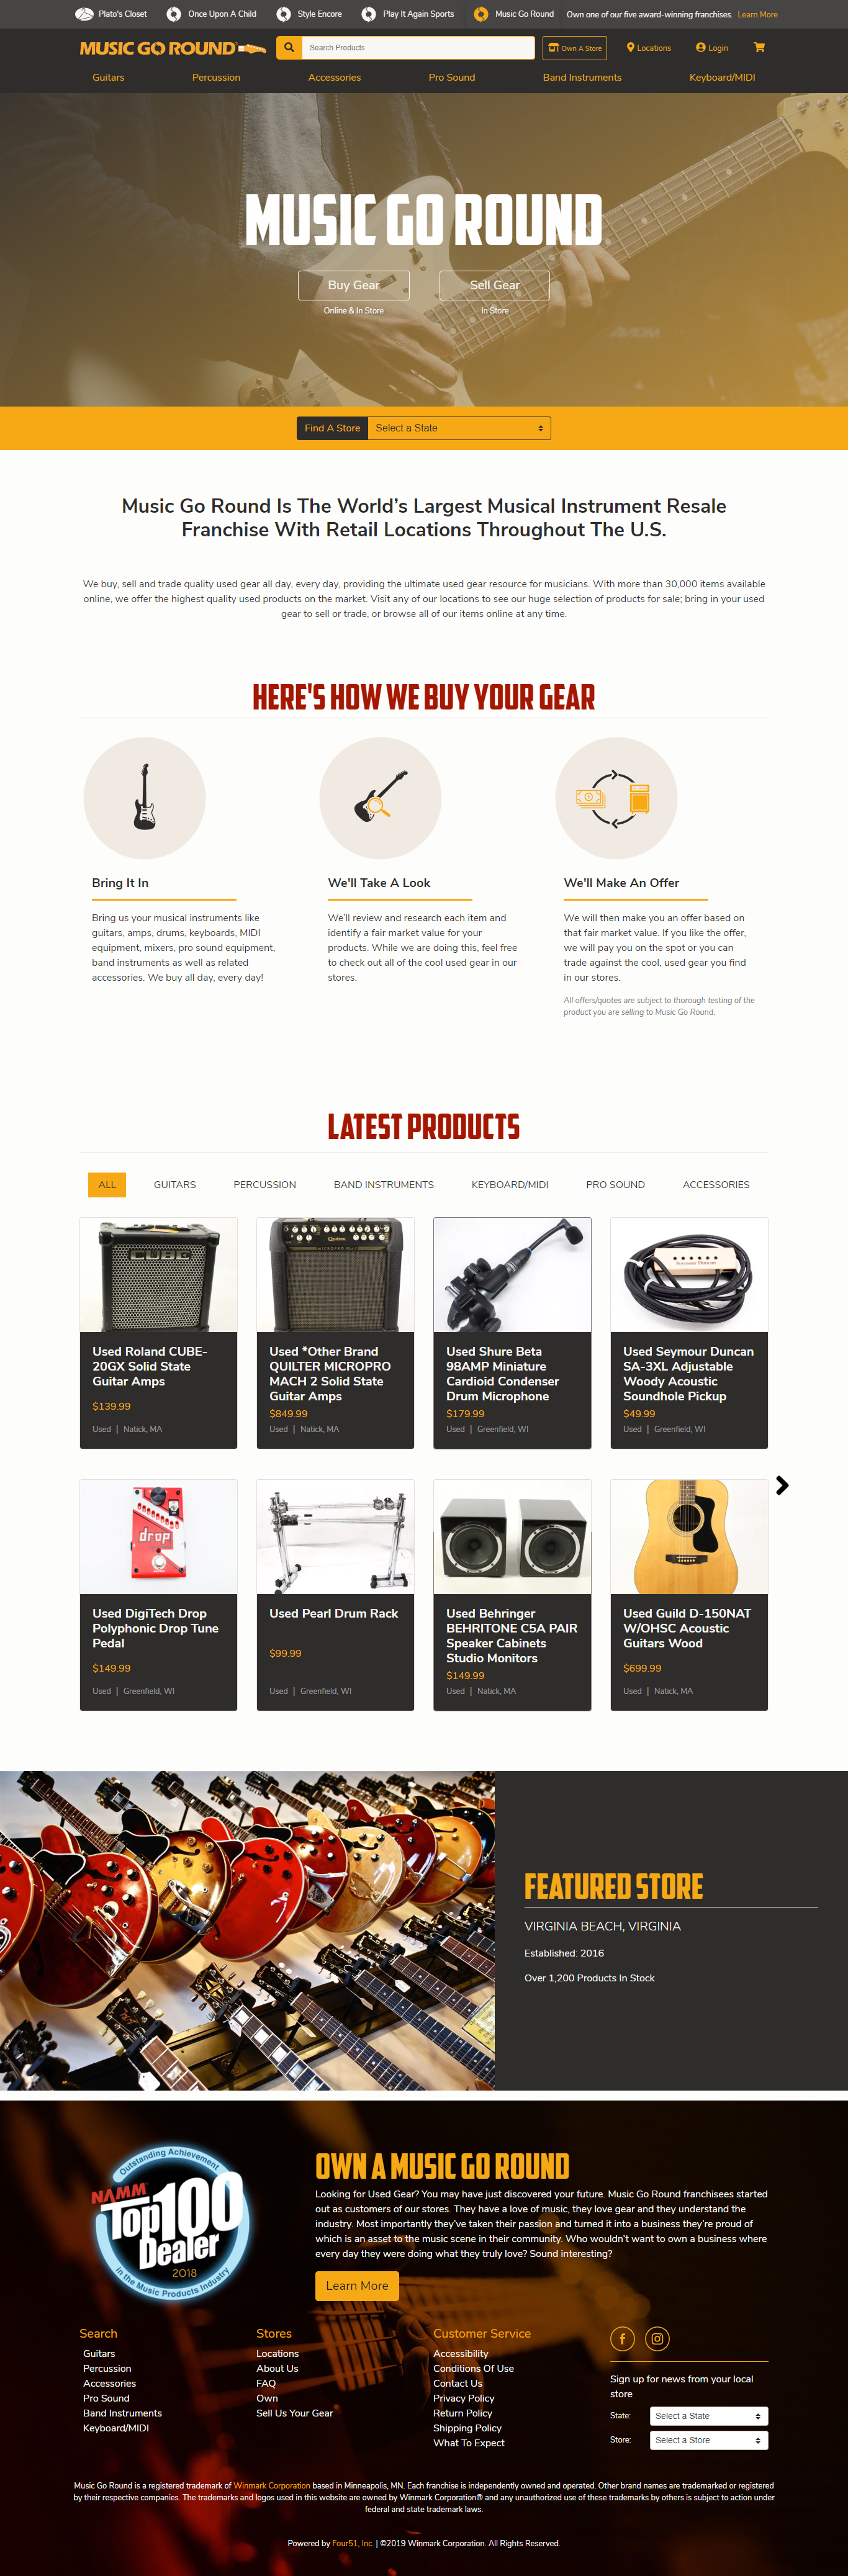 Plato's Closet
Once Upon A Child
Style Encore
Play It Again Sports
Music Go Round
Own one of our five award-winning franchises. Learn More
MUSIC GO ROUND
Search Products
Own A Store
Locations
Login
Guitars
Percussion
Accessories
Pro Sound
Band Instruments
Keyboard/MIDI
MUSIC GO ROUND
Buy Gear
Sell Gear
Online & In Store
In Store
Find A Store
Select a State
Music Go Round Is The World's Largest Musical Instrument Resale
Franchise With Retail Locations Throughout The U.S.
We buy, sell and trade quality used gear all day, every day, providing the ultimate used gear resource for musicians. With more than 30,000 items available
online, we offer the highest quality used products on the market. Visit any of our locations to see our huge selection of products for sale; bring in your used
gear to sell or trade, or browse all of our items online at any time.
HERE'S HOW WE BUY YOUR GEAR
Bring It In
Bring us your musical instruments like
guitars, amps, drums, keyboards, MIDI
equipment, mixers, pro sound equipment,
band instruments as well as related
accessories. We buy all day, every day!
We'll Take A Look
We'll review and research each item and
identify a fair market value for your
products. While we are doing this, feel free
to check out all of the cool used gear in our
stores.
We'll Make An Offer
We will then make you an offer based on
that fair market value. If you like the offer,
we will pay you on the spot or you can
trade against the cool, used gear you find
in our stores.
All offers/quotes are subject to thorough testing of the
product you are selling to Music Go Round.
LATEST PRODUCTS
ALL
GUITARS
PERCUSSION
BAND INSTRUMENTS
KEYBOARD/MIDI
PRO SOUND
ACCESSORIES
CUBE
Used Roland CUBE-
20GX Solid State
Guitar Amps
$139.99
Used | Natick, MA
Quilter
MICROPRO
Used *Other Brand
QUILTER MICROPRO
MACH 2 Solid State
Guitar Amps
$849.99
Used | Natick, MA
Used Shure Beta
98AMP Miniature
Cardioid Condenser
Drum Microphone
$179.99
Used | Greenfield, WI
Seymour Duncan
Used Seymour Duncan
SA-3XL Adjustable
Woody Acoustic
Soundhole Pickup
$49.99
Used | Greenfield, WI
drop
Used DigiTech Drop
Polyphonic Drop Tune
Pedal
$149.99
Used | Greenfield, WI
Used Pearl Drum Rack
$99.99
Used | Greenfield, WI
Used Behringer
BEHRITONE C5A PAIR
Speaker Cabinets
Studio Monitors
$149.99
Used | Natick, MA
Used Guild D-150NAT
W/OHSC Acoustic
Guitars Wood
$699.99
Used | Natick, MA
FEATURED STORE
VIRGINIA BEACH, VIRGINIA
Established: 2016
Over 1,200 Products In Stock
Outstanding Achievement
NAMM
Top100
Dealer
2018
in the Music Products Industry
OWN A MUSIC GO ROUND
Looking for Used Gear? You may have just discovered your future. Music Go Round franchisees started
out as customers of our stores. They have a love of music, they love gear and they understand the
industry. Most importantly they've taken their passion and turned it into a business they're proud of
which is an asset to the music scene in their community. Who wouldn't want to own a business where
every day they were doing what they truly love? Sound interesting?
Learn More
Search
Guitars
Percussion
Accessories
Pro Sound
Band Instruments
Keyboard/MIDI
Stores
Locations
About Us
FAQ
Own
Sell Us Your Gear
Customer Service
Accessibility
Conditions Of Use
Contact Us
Privacy Policy
Return Policy
Shipping Policy
What To Expect
Sign up for news from your local
store
State: Select a State
Store: Select a Store
Music Go Round is a registered trademark of Winmark Corporation based in Minneapolis, MN. Each franchise is independently owned and operated. Other brand names are trademarked or registered
by their respective companies. The trademarks and logos used in this website are owned by Winmark Corporation® and any unauthorized use of these trademarks by others is subject to action under
federal and state trademark laws.
Powered by Four51, Inc. | ©2019 Winmark Corporation. All Rights Reserved.